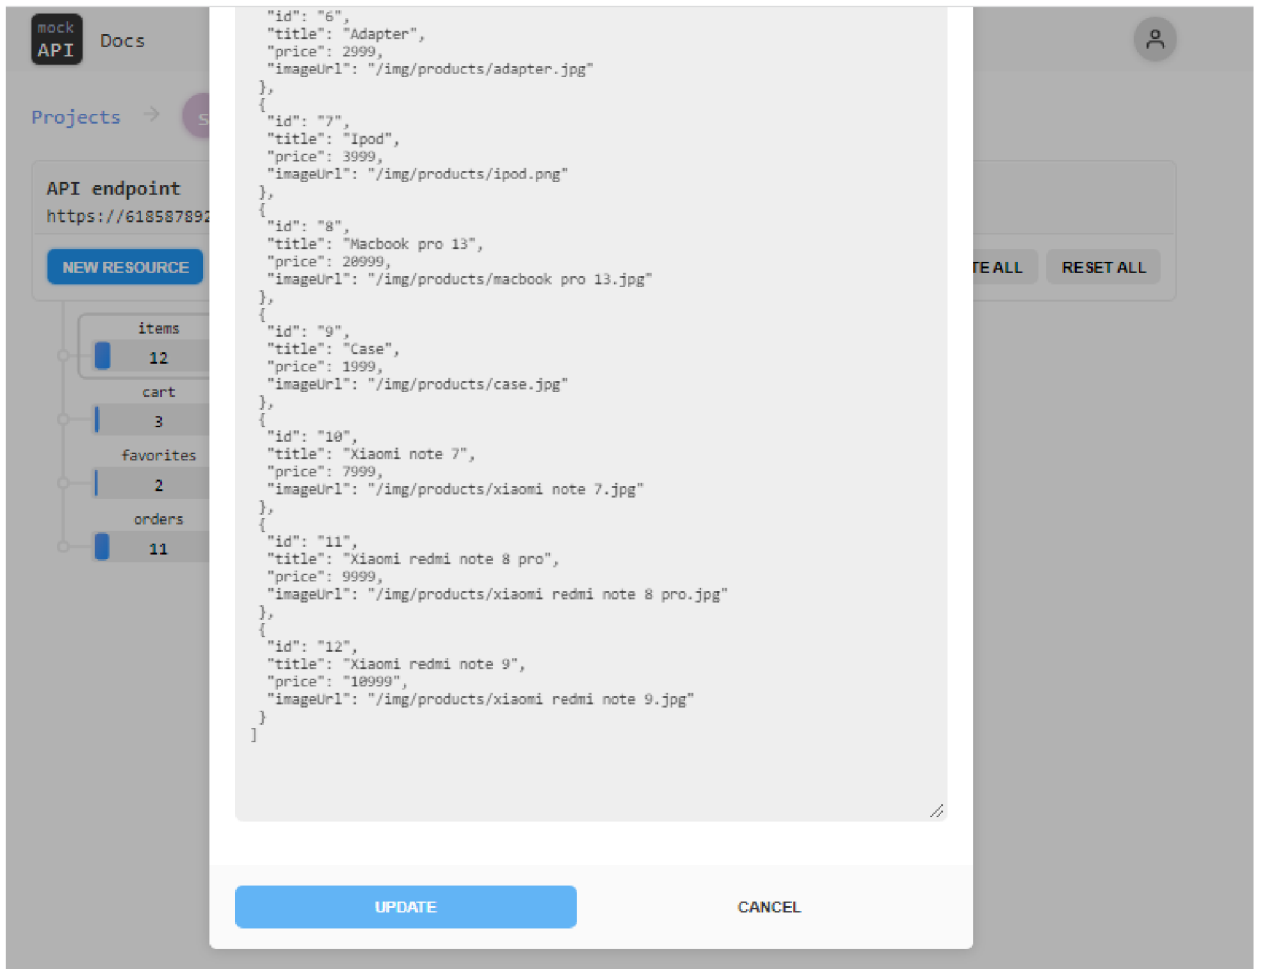 mock
API
Docs
Projects
S
API endpoint
https://618587892
NEW RESOURCE
TE ALL
RESET ALL
items
12
cart
3
favorites
2
orders
11
"id": "6",
"title": "Adapter",
"price": 2999,
"imageUrl": "/img/products/adapter.jpg"
},
{
"id": "7",
"title": "Ipod",
"price": 3999,
"imageUrl": "/img/products/ipod.png"
},
{
"id": "8",
"title": "Macbook pro 13",
"price": 20999,
"imageUrl": "/img/products/macbook pro 13.jpg"
},
{
"id": "9",
"title": "Case",
"price": 1999,
"imageUrl": "/img/products/case.jpg"
},
{
"id": "10",
"title": "Xiaomi note 7",
"price": 7999,
"imageUrl": "/img/products/xiaomi note 7.jpg"
},
{
"id": "11",
"title": "Xiaomi redmi note 8 pro",
"price": 9999,
"imageUrl": "/img/products/xiaomi redmi note 8 pro.jpg"
},
{
"id": "12",
"title": "Xiaomi redmi note 9",
"price": "10999",
"imageUrl": "/img/products/xiaomi redmi note 9.jpg"
}
]
UPDATE
CANCEL